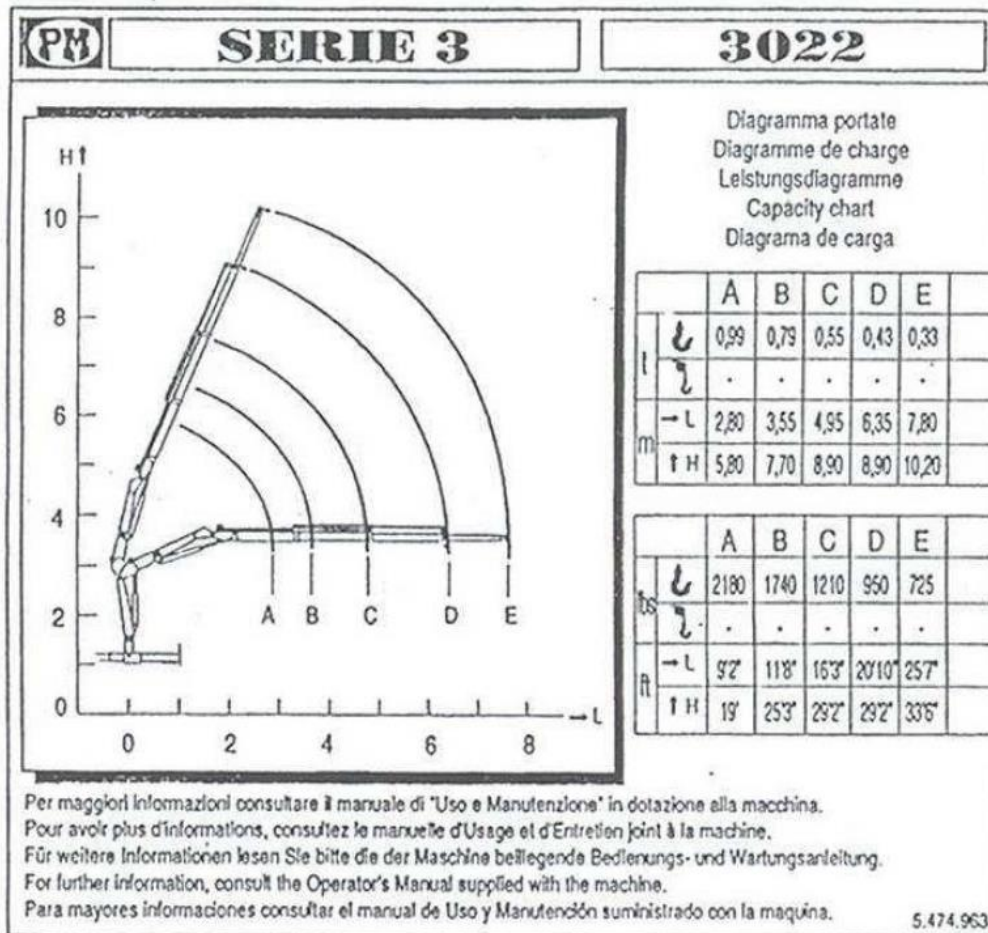 PM SERIE 3 3022
Diagramma portate
Diagramme de charge
Leistungsdiagramme
Capacity chart
Diagrama de carga
H↑
10
8
6
4
2
0
A B C D E
0 2 4 6 8
→L
A B C D E
t 0,99 0,79 0,55 0,43 0,33
. . . . .
m →L 2,80 3,55 4,95 6,35 7,80
↑H 5,80 7,70 8,90 8,90 10,20
A B C D E
lbs 2180 1740 1210 950 725
. . . . .
ft →L 9'2" 11'8" 16'3" 20'10" 25'7"
↑H 19' 25'3" 29'2" 29'2" 33'6"
Per maggiori informazioni consultare il manuale di "Uso e Manutenzione" in dotazione alla macchina.
Pour avoir plus d'informations, consultez le manuelle d'Usage et d'Entretien joint à la machine.
Für weitere Informationen lesen Sie bitte die der Maschine beiliegende Bedienungs- und Wartungsanleitung.
For further information, consult the Operator's Manual supplied with the machine.
Para mayores informaciones consultar el manual de Uso y Manutención suministrado con la maquina.
5.474.963